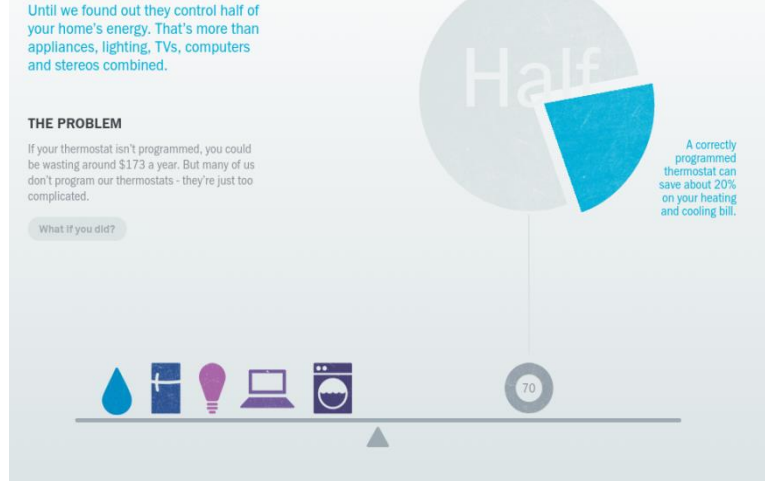 Until we found out they control half of
your home's energy. That's more than
appliances, lighting, TVs, computers
and stereos combined.
THE PROBLEM
If your thermostat isn't programmed, you could
be wasting around $173 a year. But many of us
don't program our thermostats - they're just too
complicated.
What if you did?
Half
A correctly
programmed
thermostat can
save about 20%
on your heating
and cooling bill.
70